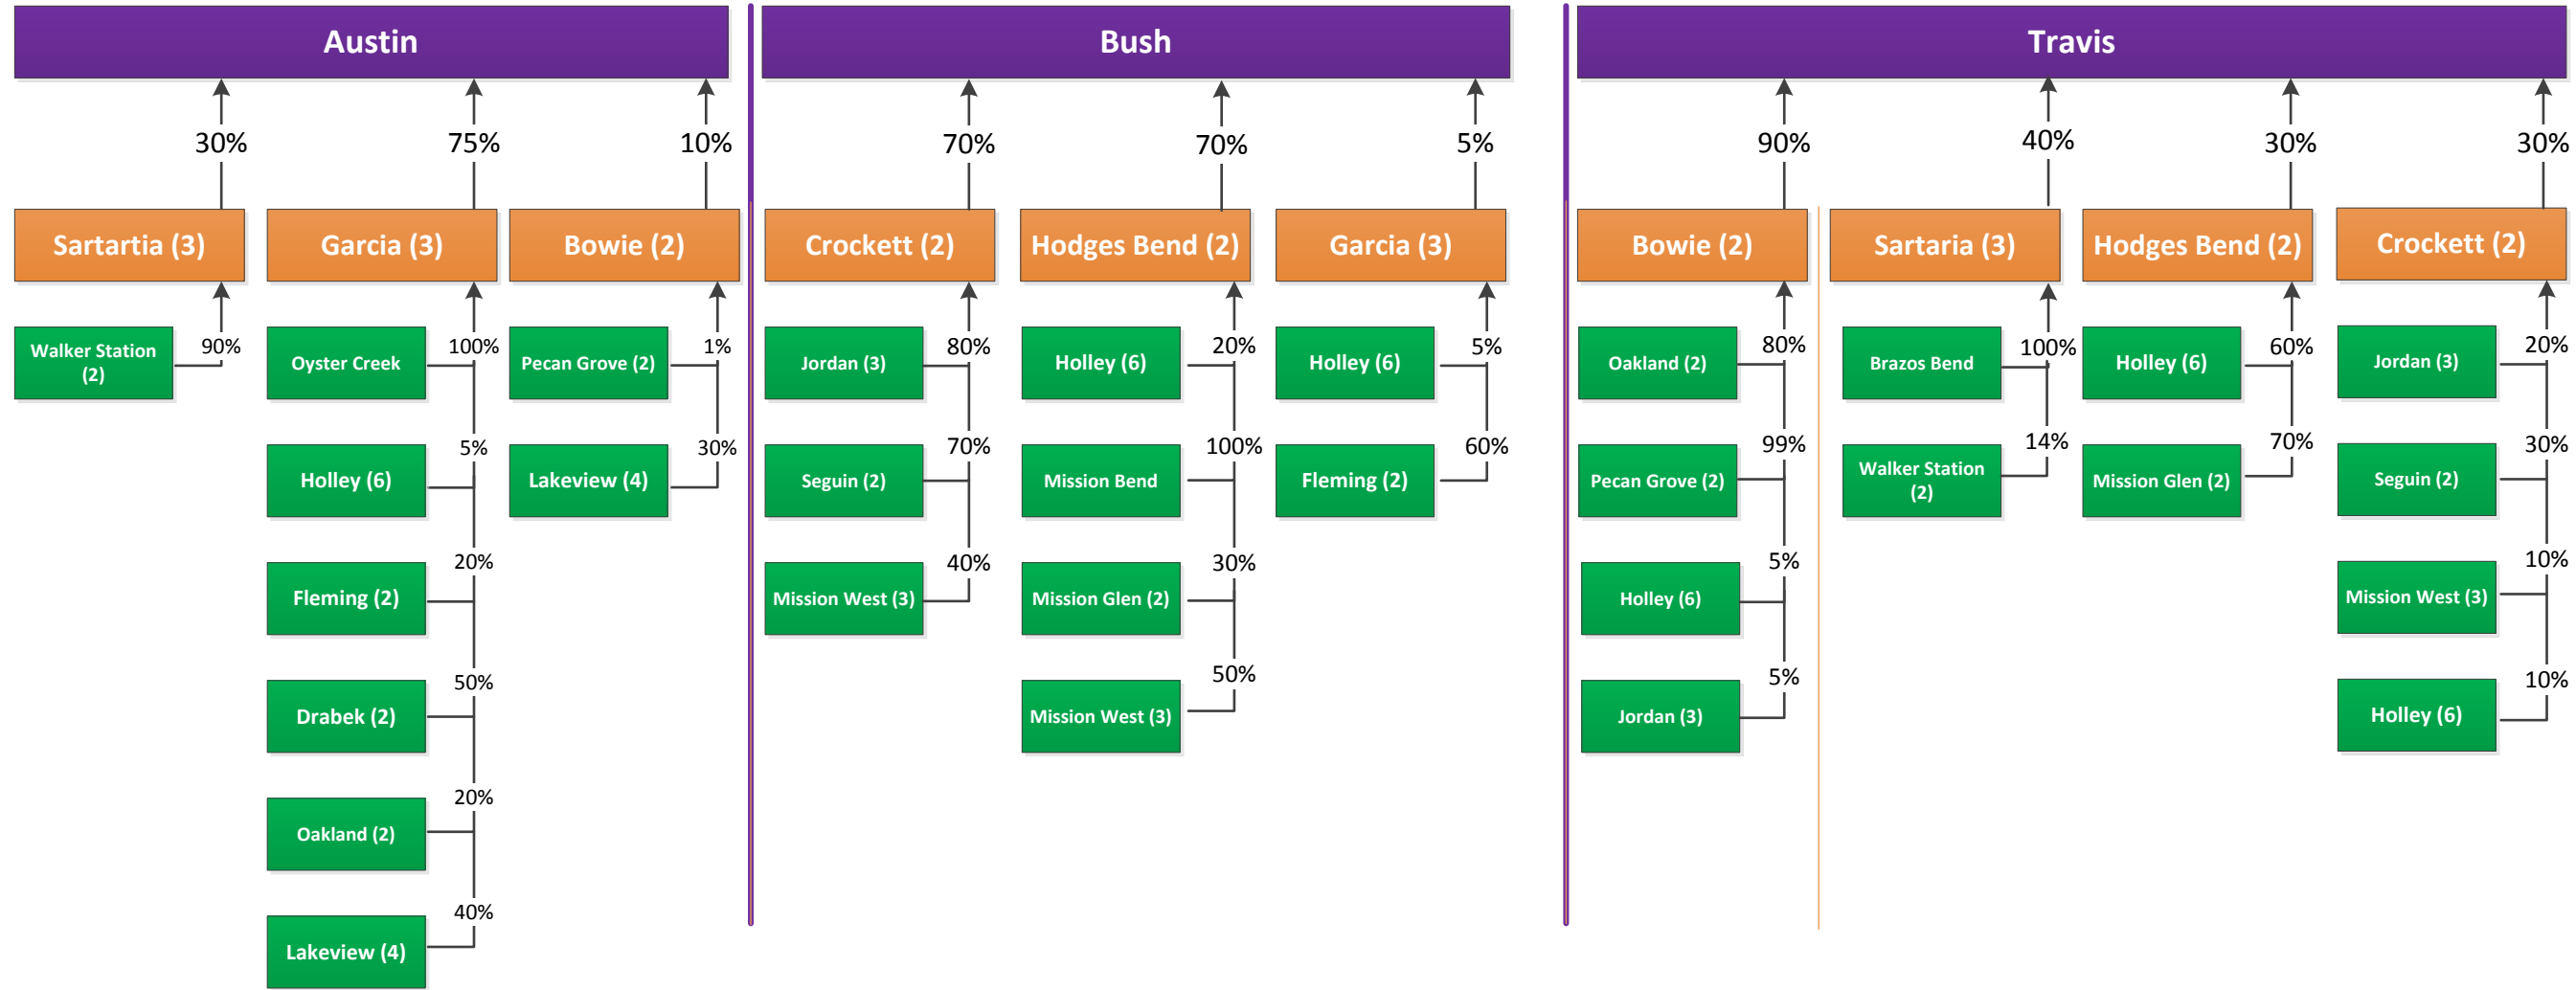 Austin
Bush
Travis
30%
75%
10%
70%
70%
5%
90%
40%
30%
30%
Sartartia (3)
Garcia (3)
Bowie (2)
Crockett (2)
Hodges Bend (2)
Garcia (3)
Bowie (2)
Sartaria (3)
Hodges Bend (2)
Crockett (2)
Walker Station
(2)
90%
Oyster Creek
100%
Pecan Grove (2)
1%
Jordan (3)
80%
Holley (6)
20%
Holley (6)
5%
Oakland (2)
80%
Brazos Bend
100%
Holley (6)
60%
Jordan (3)
20%
Holley (6)
5%
Lakeview (4)
30%
Seguin (2)
70%
Mission Bend
100%
Fleming (2)
60%
Pecan Grove (2)
99%
Walker Station
(2)
14%
Mission Glen (2)
70%
Seguin (2)
30%
Fleming (2)
20%
Mission West (3)
40%
Mission Glen (2)
30%
Holley (6)
5%
Mission West (3)
10%
Drabek (2)
50%
Mission West (3)
50%
Jordan (3)
5%
Holley (6)
10%
Oakland (2)
20%
Lakeview (4)
40%